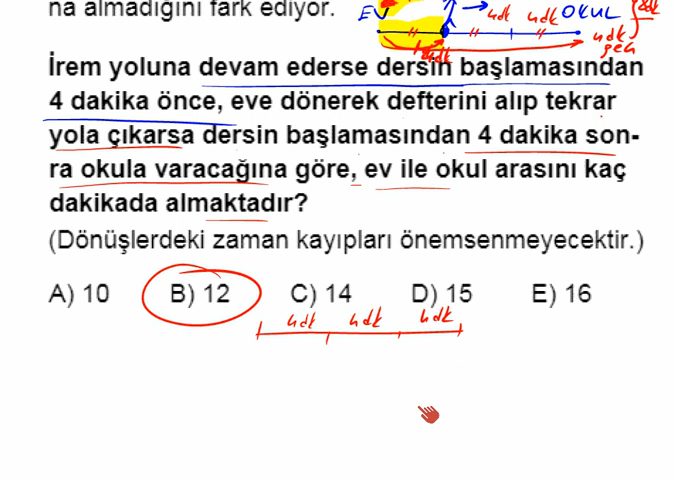 na almadığını fark ediyor.
EV 4dk 4dk OKUL
4dk 4dk
İrem yoluna devam ederse dersin başlamasından
4 dakika önce, eve dönerek defterini alıp tekrar
yola çıkarsa dersin başlamasından 4 dakika son-
ra okula varacağına göre, ev ile okul arasını kaç
dakikada almaktadır?
(Dönüşlerdeki zaman kayıpları önemsenmeyecektir.)
A) 10 B) 12 C) 14 D) 15 E) 16
4dk 4dk 4dk